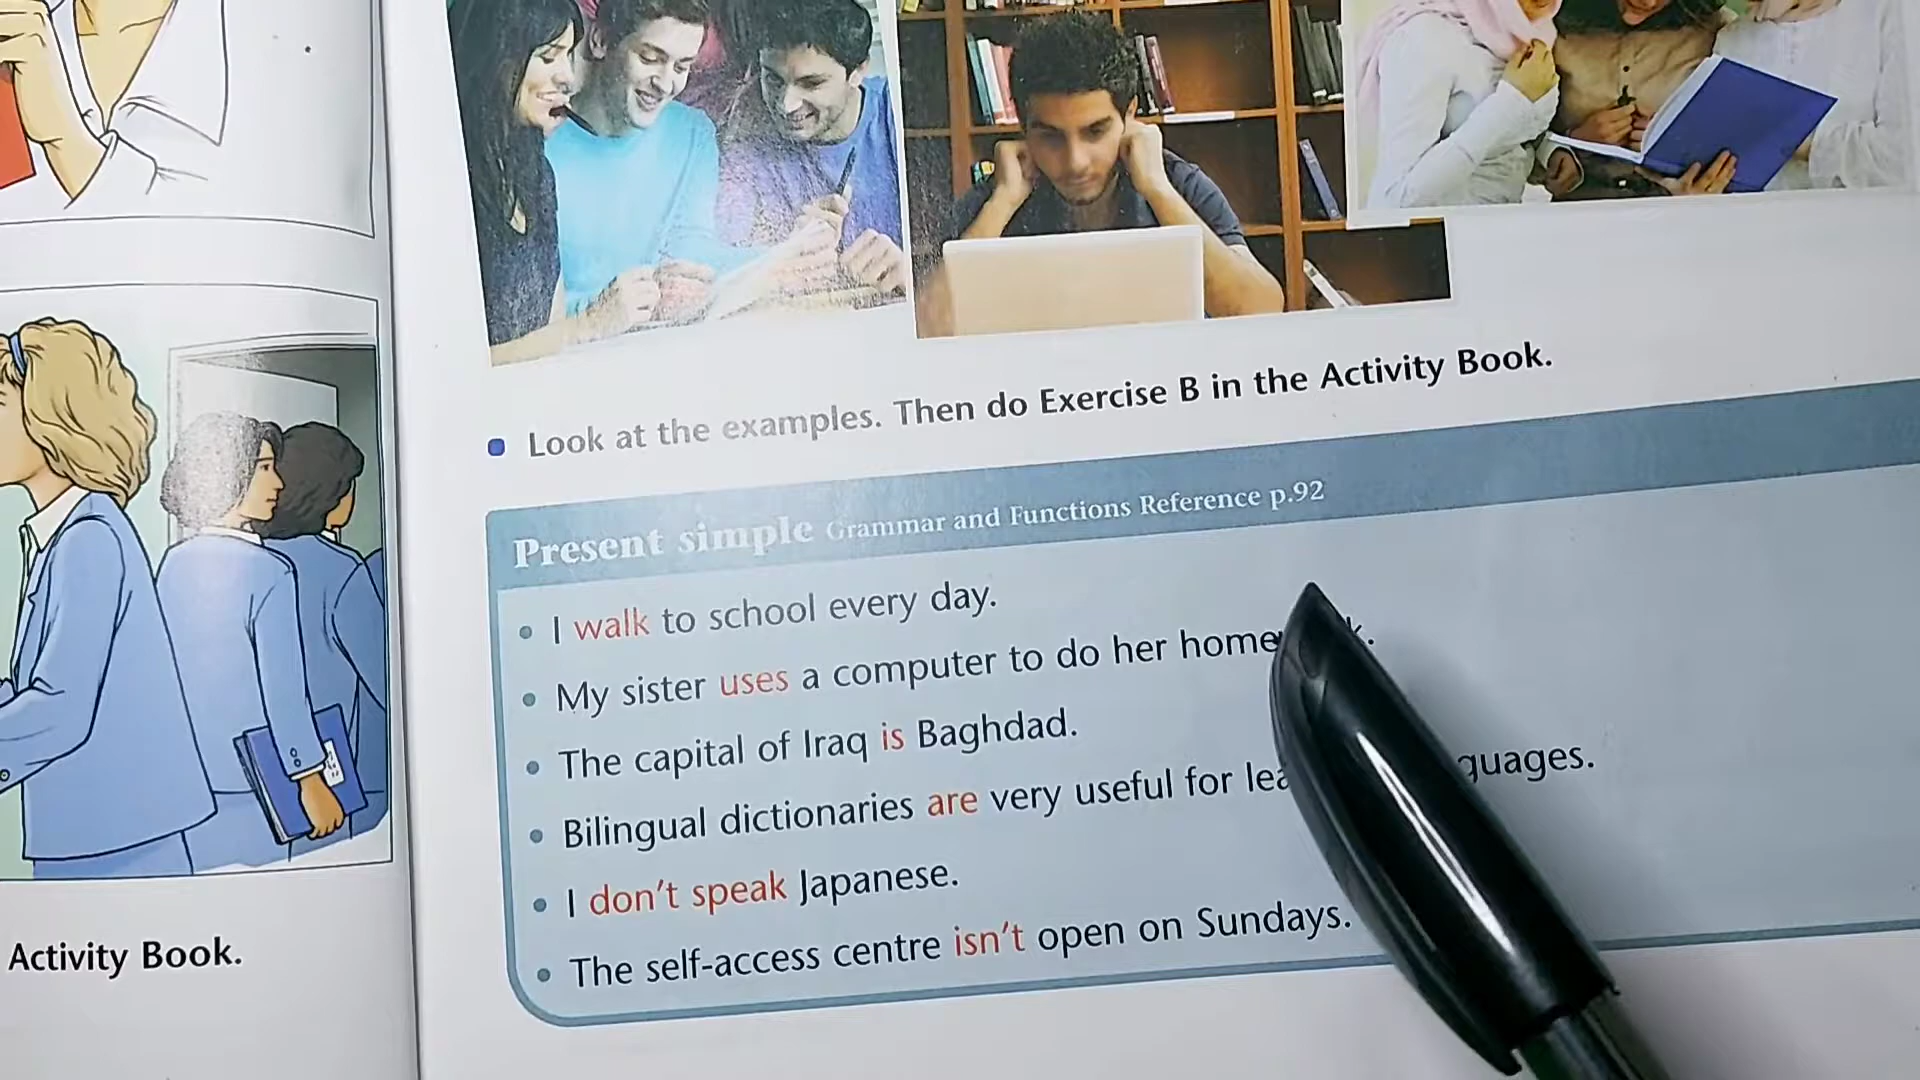 Look at the examples. Then do Exercise B in the Activity Book.
Present simple Grammar and Functions Reference p.92
• I walk to school every day.
• My sister uses a computer to do her home k.
• The capital of Iraq is Baghdad.
• Bilingual dictionaries are very useful for lea guages.
• I don't speak Japanese.
• The self-access centre isn't open on Sundays.
Activity Book.